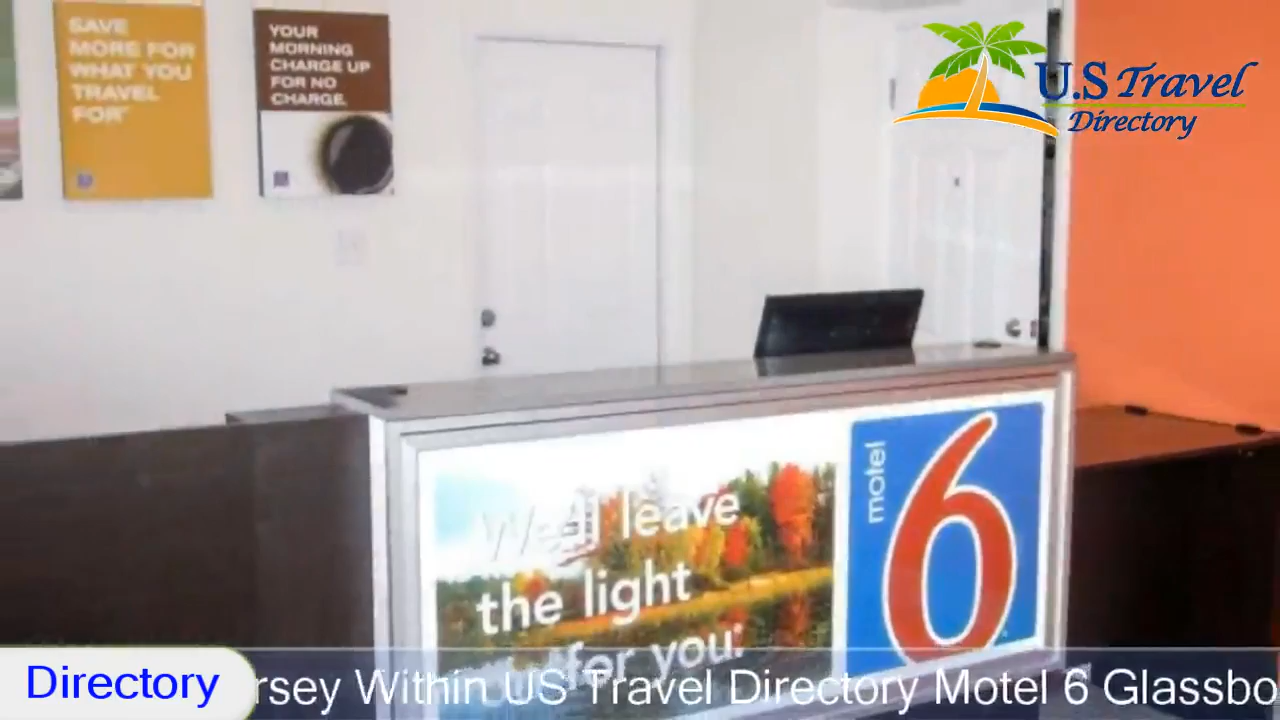 SAVE
MORE FOR
WHAT YOU
TRAVEL
FOR
YOUR
MORNING
CHARGE UP
FOR NO
CHARGE.
U.S Travel
Directory
We'll leave
the light
for you.
motel
6
Directory
rsey Within US Travel Directory Motel 6 Glassbo